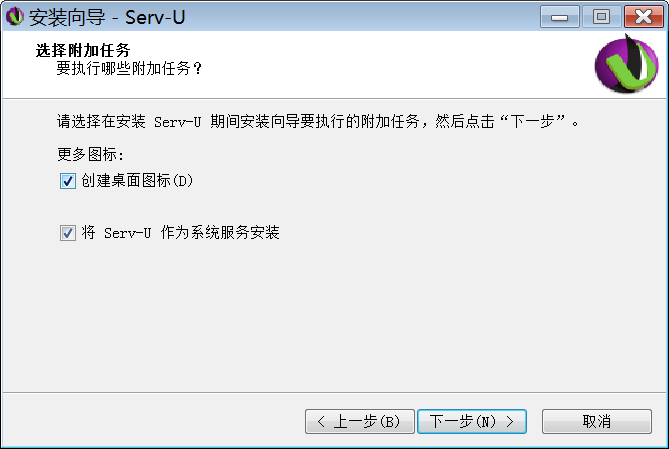 安装向导 - Serv-U
选择附加任务
要执行哪些附加任务？
请选择在安装 Serv-U 期间安装向导要执行的附加任务，然后点击“下一步”。
更多图标:
创建桌面图标(D)
将 Serv-U 作为系统服务安装
< 上一步(B)
下一步(N) >
取消